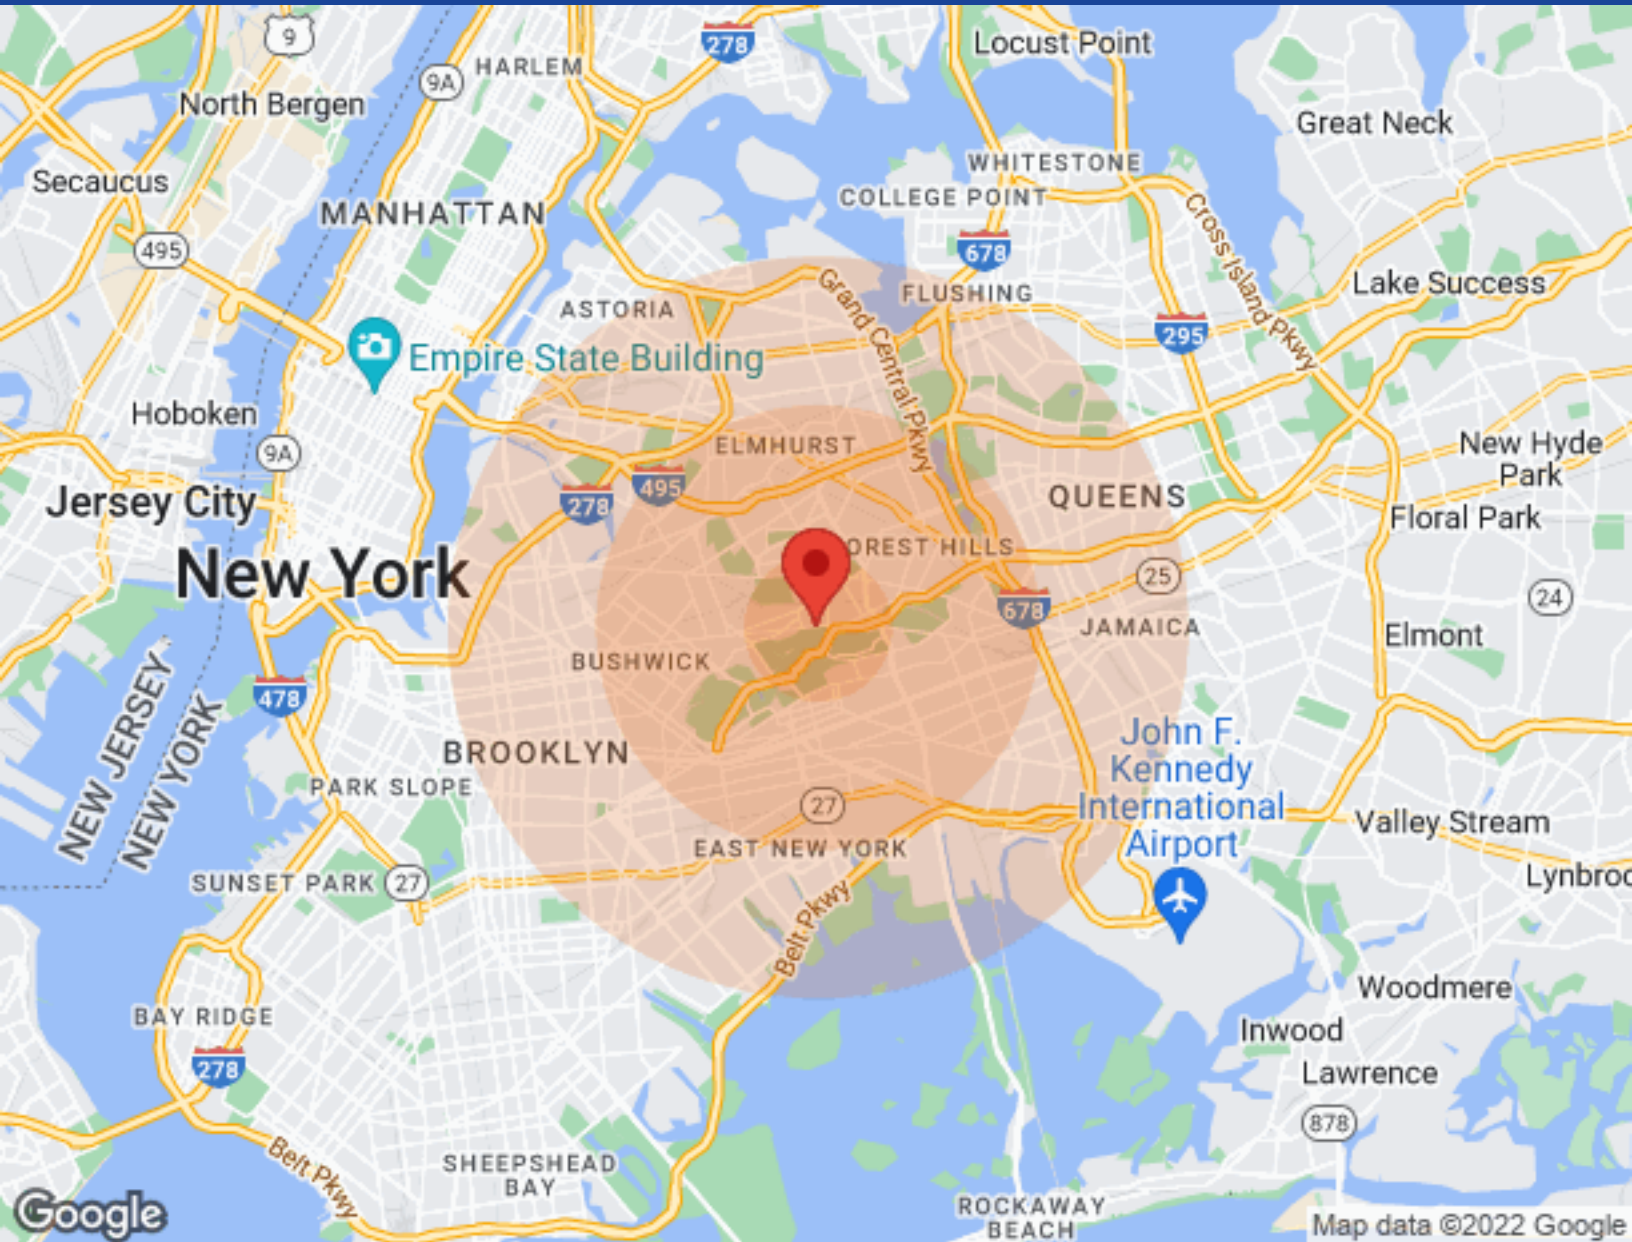 9
278
Locust Point
HARLEM
9A
North Bergen
Great Neck
WHITESTONE
Secaucus
COLLEGE POINT
MANHATTAN
Cross Island Pkwy
495
678
Lake Success
FLUSHING
ASTORIA
Grand Central Pkwy
295
Empire State Building
Hoboken
ELMHURST
New Hyde
Park
9A
495
QUEENS
Jersey City
278
Floral Park
OREST HILLS
New York
25
24
678
JAMAICA
Elmont
BUSHWICK
NEW JERSEY
NEW YORK
478
John F.
Kennedy
International
Airport
BROOKLYN
PARK SLOPE
27
Valley Stream
EAST NEW YORK
SUNSET PARK
27
Lynbroo
Belt Pkwy
Woodmere
BAY RIDGE
Inwood
278
Lawrence
878
Belt Pkwy
SHEEPSHEAD
BAY
ROCKAWAY
BEACH
Google
Map data ©2022 Google